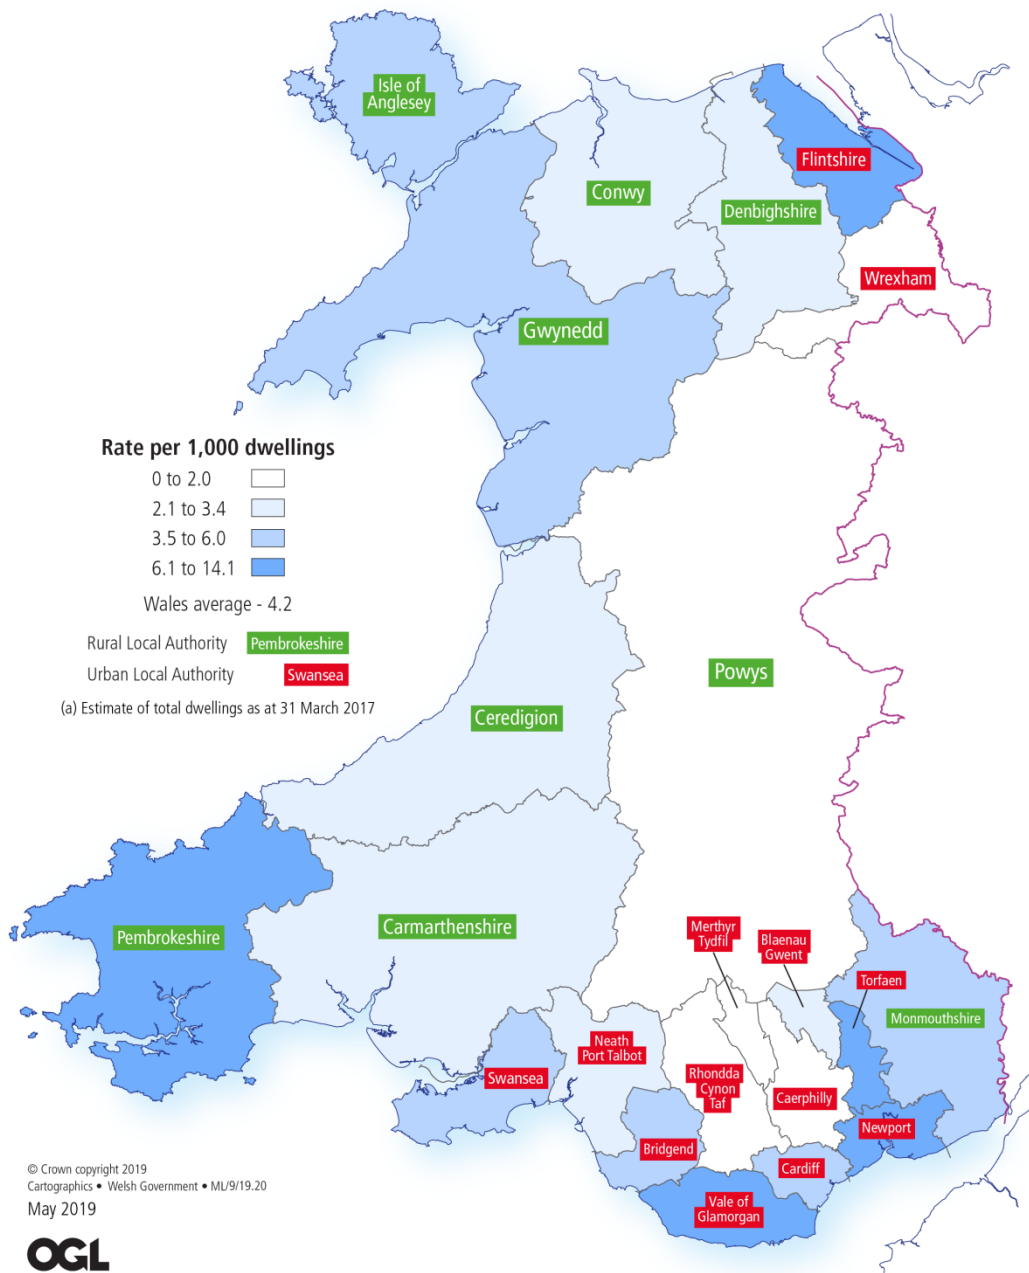 Isle of
Anglesey
Flintshire
Conwy
Denbighshire
Wrexham
Gwynedd
Rate per 1,000 dwellings
0 to 2.0
2.1 to 3.4
3.5 to 6.0
6.1 to 14.1
Wales average - 4.2
Rural Local Authority Pembrokeshire
Urban Local Authority Swansea
(a) Estimate of total dwellings as at 31 March 2017
Powys
Ceredigion
Pembrokeshire
Carmarthenshire
Merthyr
Tydfil
Blaenau
Gwent
Torfaen
Monmouthshire
Neath
Port Talbot
Swansea
Rhondda
Cynon
Taf
Caerphilly
Newport
Bridgend
Cardiff
Vale of
Glamorgan
© Crown copyright 2019
Cartographics • Welsh Government • ML/9/19.20
May 2019
OGL